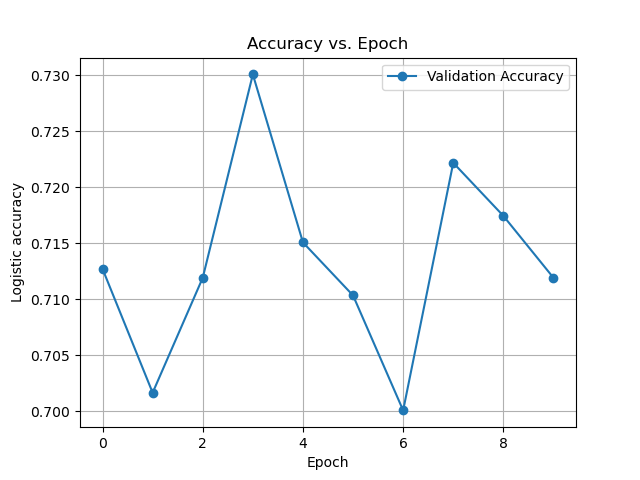 Accuracy vs. Epoch
Validation Accuracy
Logistic accuracy
0.730
0.725
0.720
0.715
0.710
0.705
0.700
0 2 4 6 8
Epoch